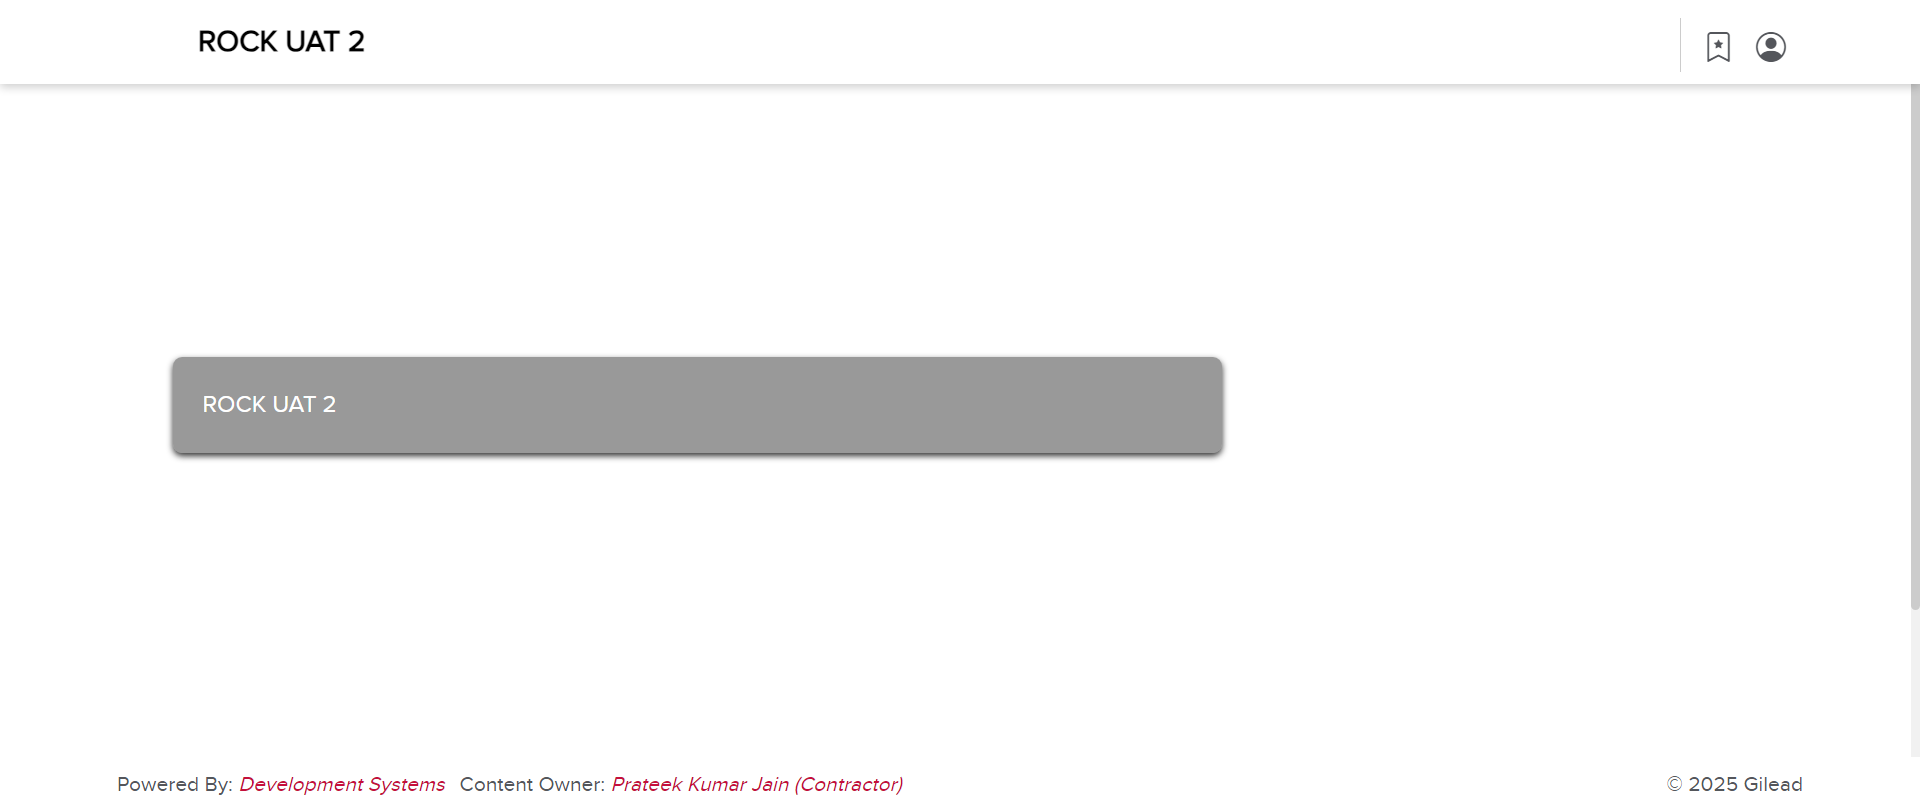 ROCK UAT 2
ROCK UAT 2
Powered By: Development Systems Content Owner: Prateek Kumar Jain (Contractor) © 2025 Gilead